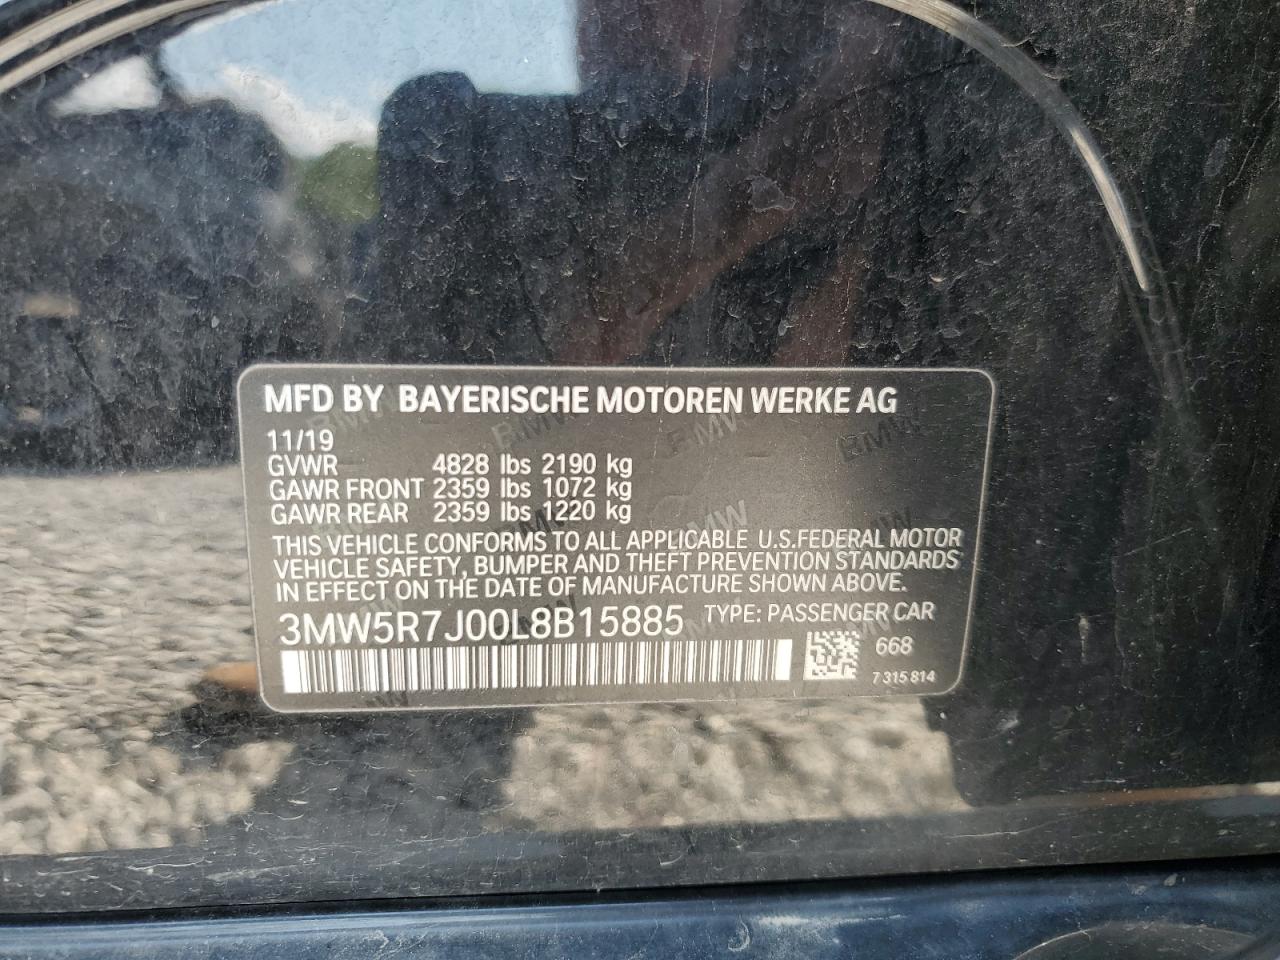 MFD BY BAYERISCHE MOTOREN WERKE AG
11/19
GVWR 4828 lbs 2190 kg
GAWR FRONT 2359 lbs 1072 kg
GAWR REAR 2359 lbs 1220 kg
THIS VEHICLE CONFORMS TO ALL APPLICABLE U.S.FEDERAL MOTOR
VEHICLE SAFETY, BUMPER AND THEFT PREVENTION STANDARDS
IN EFFECT ON THE DATE OF MANUFACTURE SHOWN ABOVE.
3MW5R7J00L8B15885 TYPE: PASSENGER CAR
668
7 315 814